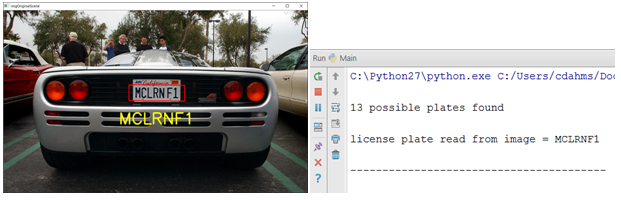 imgOriginalScene
California
MCLRNF1
MCLRNF1
Run Main
C:\Python27\python.exe C:/Users/cdahms/Doc
13 possible plates found
license plate read from image = MCLRNF1
----------------------------------------